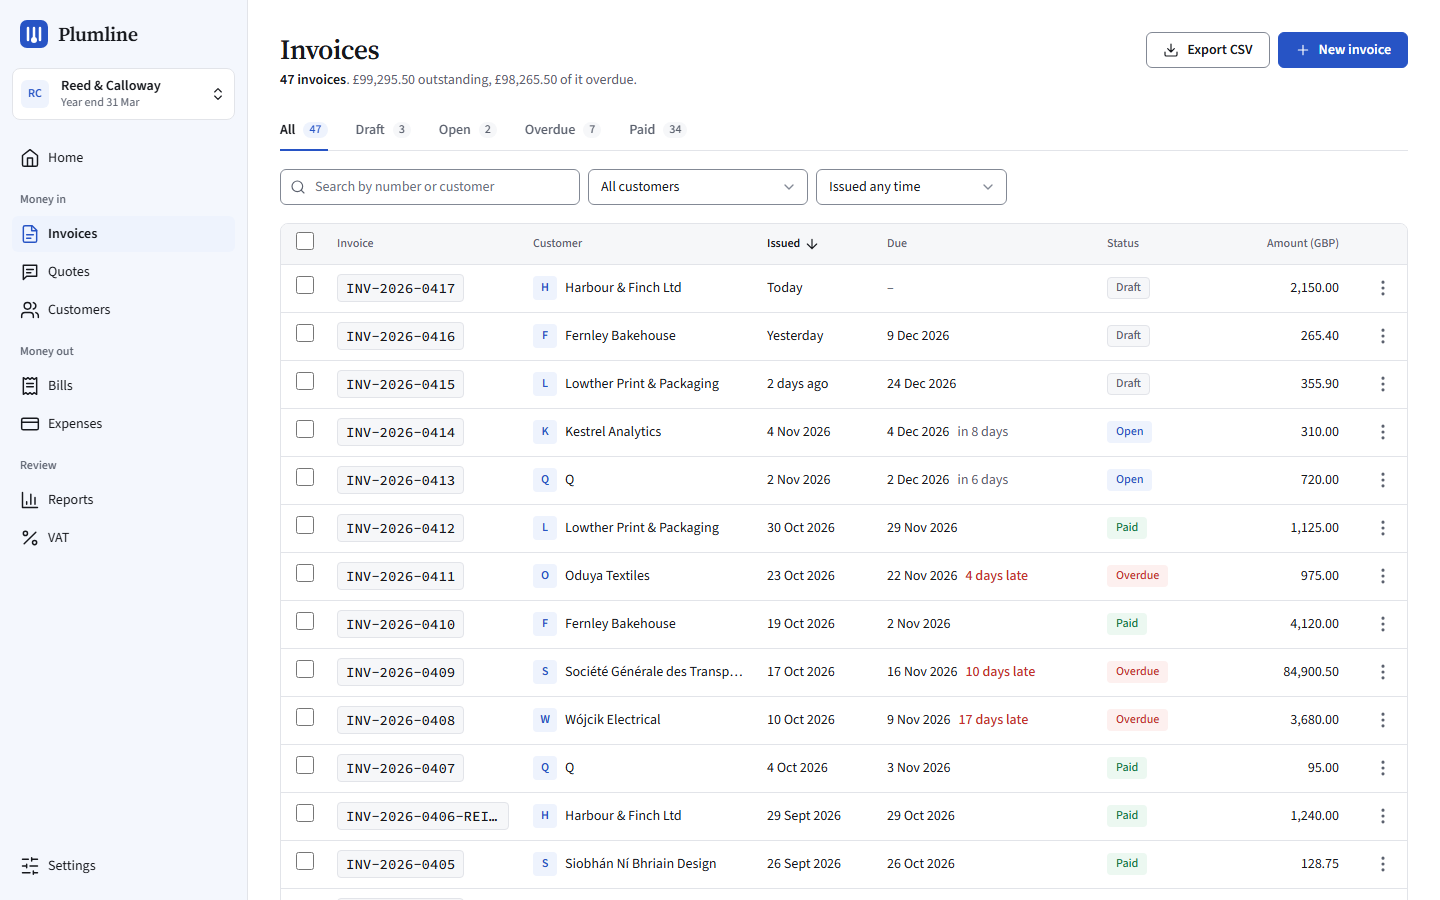 Plumline
RC
Reed & Calloway
Year end 31 Mar
Home
Money in
Invoices
Quotes
Customers
Money out
Bills
Expenses
Review
Reports
VAT
Settings
Invoices
47 invoices. £99,295.50 outstanding, £98,265.50 of it overdue.
Export CSV
New invoice
All 47 Draft 3 Open 2 Overdue 7 Paid 34
Search by number or customer
All customers
Issued any time
Invoice Customer Issued Due Status Amount (GBP)
INV-2026-0417 H Harbour & Finch Ltd Today – Draft 2,150.00
INV-2026-0416 F Fernley Bakehouse Yesterday 9 Dec 2026 Draft 265.40
INV-2026-0415 L Lowther Print & Packaging 2 days ago 24 Dec 2026 Draft 355.90
INV-2026-0414 K Kestrel Analytics 4 Nov 2026 4 Dec 2026 in 8 days Open 310.00
INV-2026-0413 Q Q 2 Nov 2026 2 Dec 2026 in 6 days Open 720.00
INV-2026-0412 L Lowther Print & Packaging 30 Oct 2026 29 Nov 2026 Paid 1,125.00
INV-2026-0411 O Oduya Textiles 23 Oct 2026 22 Nov 2026 4 days late Overdue 975.00
INV-2026-0410 F Fernley Bakehouse 19 Oct 2026 2 Nov 2026 Paid 4,120.00
INV-2026-0409 S Société Générale des Transp… 17 Oct 2026 16 Nov 2026 10 days late Overdue 84,900.50
INV-2026-0408 W Wójcik Electrical 10 Oct 2026 9 Nov 2026 17 days late Overdue 3,680.00
INV-2026-0407 Q Q 4 Oct 2026 3 Nov 2026 Paid 95.00
INV-2026-0406-REI… H Harbour & Finch Ltd 29 Sept 2026 29 Oct 2026 Paid 1,240.00
INV-2026-0405 S Siobhán Ní Bhriain Design 26 Sept 2026 26 Oct 2026 Paid 128.75